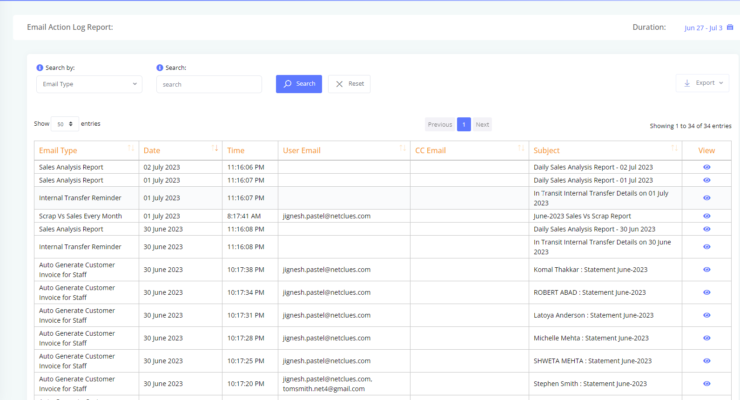 Email Action Log Report:
Duration: Jun 27 - Jul 3
Search by: Search:
Email Type search Search Reset Export
Show 50 entries Previous 1 Next Showing 1 to 34 of 34 entries
Email Type Date Time User Email CC Email Subject View
Sales Analysis Report 02 July 2023 11:16:06 PM Daily Sales Analysis Report - 02 Jul 2023
Sales Analysis Report 01 July 2023 11:16:07 PM Daily Sales Analysis Report - 01 Jul 2023
Internal Transfer Reminder 01 July 2023 11:16:07 PM In Transit Internal Transfer Details on 01 July
2023
Scrap Vs Sales Every Month 01 July 2023 8:17:41 AM jignesh.pastel@netclues.com June-2023 Sales Vs Scrap Report
Sales Analysis Report 30 June 2023 11:16:08 PM Daily Sales Analysis Report - 30 Jun 2023
Internal Transfer Reminder 30 June 2023 11:16:08 PM In Transit Internal Transfer Details on 30 June
2023
Auto Generate Customer
Invoice for Staff 30 June 2023 10:17:38 PM jignesh.pastel@netclues.com Komal Thakkar : Statement June-2023
Auto Generate Customer
Invoice for Staff 30 June 2023 10:17:34 PM jignesh.pastel@netclues.com ROBERT ABAD : Statement June-2023
Auto Generate Customer
Invoice for Staff 30 June 2023 10:17:31 PM jignesh.pastel@netclues.com Latoya Anderson : Statement June-2023
Auto Generate Customer
Invoice for Staff 30 June 2023 10:17:28 PM jignesh.pastel@netclues.com Michelle Mehta : Statement June-2023
Auto Generate Customer
Invoice for Staff 30 June 2023 10:17:25 PM jignesh.pastel@netclues.com SHWETA MEHTA : Statement June-2023
Auto Generate Customer
Invoice for Staff 30 June 2023 10:17:20 PM jignesh.pastel@netclues.com,
tomsmith.net4@gmail.com Stephen Smith : Statement June-2023